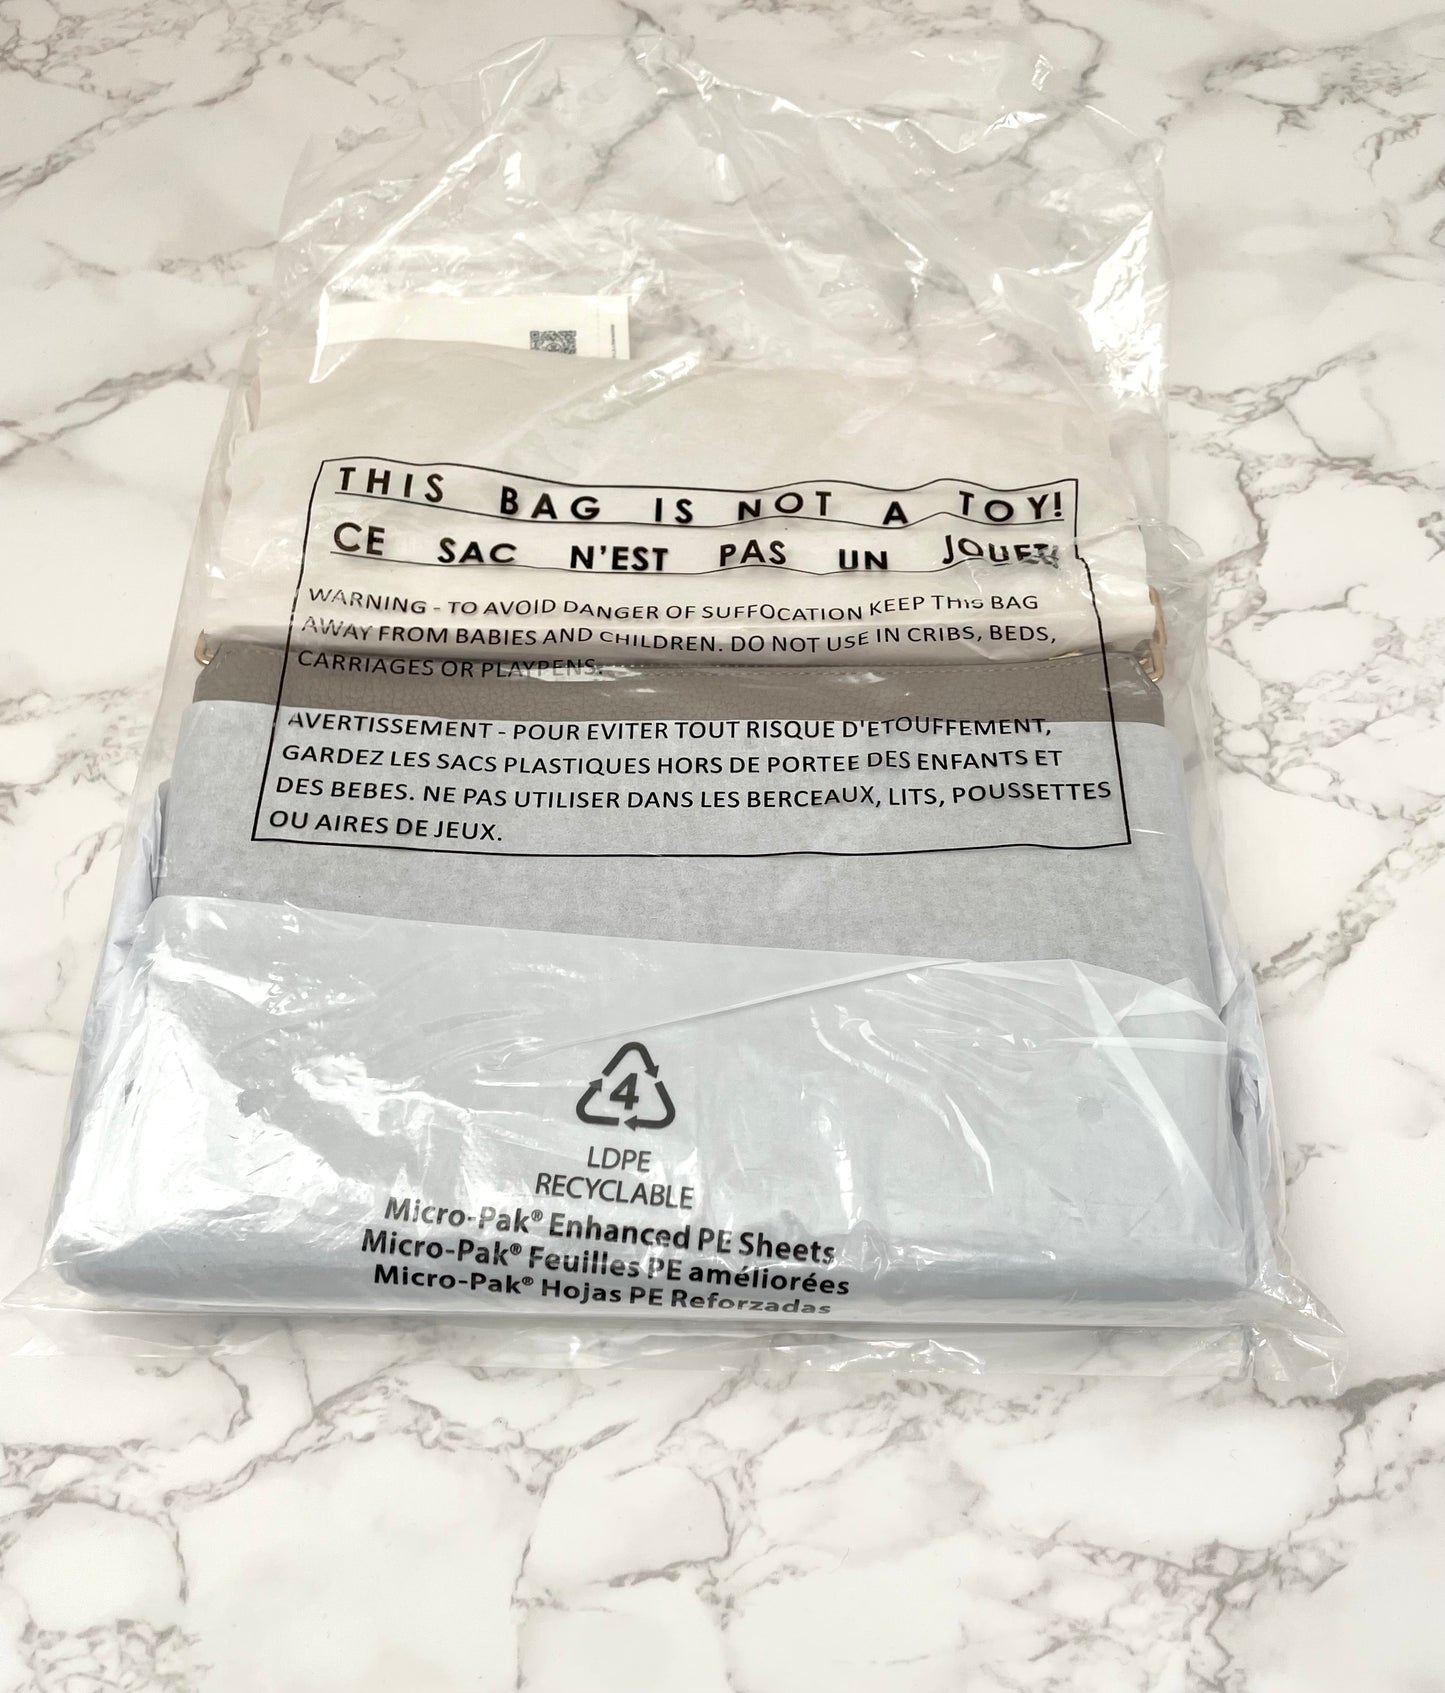 THIS BAG IS NOT A TOY!
CE SAC N'EST PAS UN JOUET!
WARNING - TO AVOID DANGER OF SUFFOCATION KEEP THIS BAG
AWAY FROM BABIES AND CHILDREN. DO NOT USE IN CRIBS, BEDS,
CARRIAGES OR PLAYPENS.
AVERTISSEMENT - POUR EVITER TOUT RISQUE D'ETOUFFEMENT,
GARDEZ LES SACS PLASTIQUES HORS DE PORTEE DES ENFANTS ET
DES BEBES. NE PAS UTILISER DANS LES BERCEAUX, LITS, POUSSETTES
OU AIRES DE JEUX.
4
LDPE
RECYCLABLE
Micro-Pak® Enhanced PE Sheets
Micro-Pak® Feuilles PE améliorées
Micro-Pak® Hojas PE Reforzadas